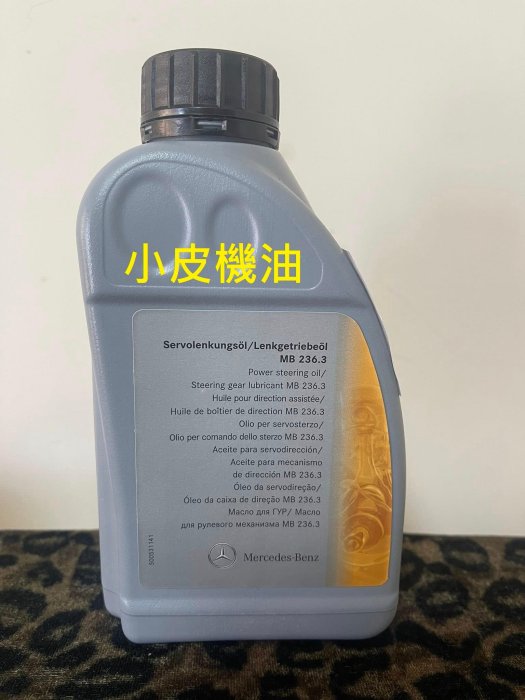 小皮機油
Servolenkungsöl/Lenkgetriebeöl
MB 236.3
Power steering oil/
Steering gear lubricant MB 236.3
Huile pour direction assistée/
Huile de boîtier de direction MB 236.3
Olio per servosterzo/
Olio per comando dello sterzo MB 236.3
Aceite para servodirección/
Aceite para mecanismo
de dirección MB 236.3
Óleo da servodireção/
Óleo da caixa de direção MB 236.3
Масло для ГУР/ Масло
для рулевого механизма MB 236.3
Mercedes-Benz
502031141